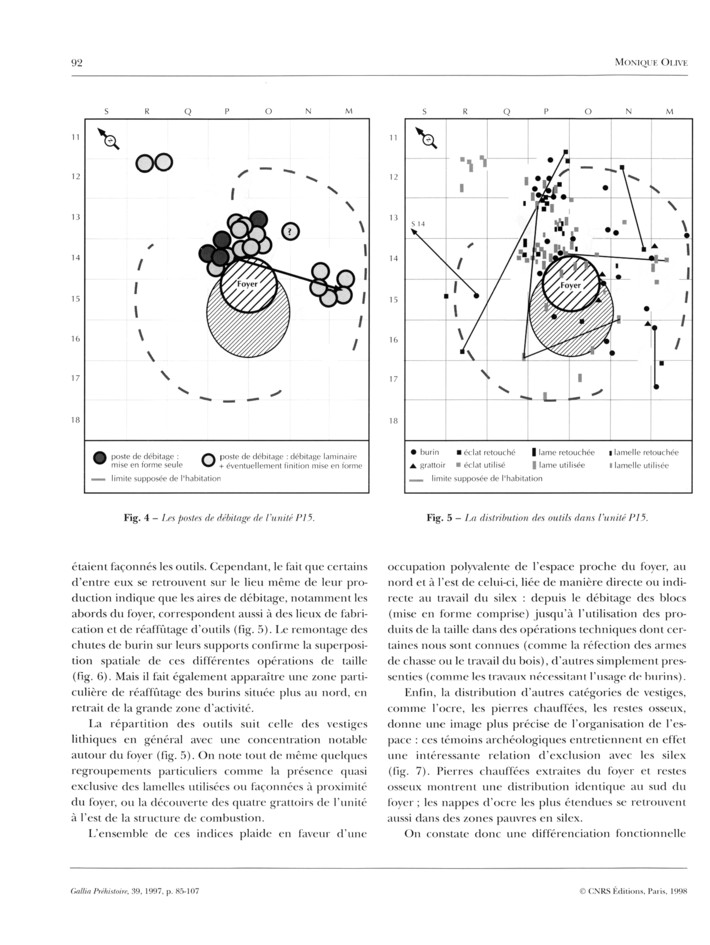 92
MONIQUE OLIVE
S R Q P O N M
11
12
13
14
15
16
17
18
?
Foyer
poste de débitage :
mise en forme seule
poste de débitage : débitage laminaire
+ éventuellement finition mise en forme
limite supposée de l'habitation
Fig. 4 – Les postes de débitage de l'unité P15.
S R Q P O N M
11
12
13
S 14
14
15
16
17
18
Foyer
burin éclat retouché lame retouchée lamelle retouchée
grattoir éclat utilisé lame utilisée lamelle utilisée
limite supposée de l'habitation
Fig. 5 – La distribution des outils dans l'unité P15.
étaient façonnés les outils. Cependant, le fait que certains
d'entre eux se retrouvent sur le lieu même de leur pro-
duction indique que les aires de débitage, notamment les
abords du foyer, correspondent aussi à des lieux de fabri-
cation et de réaffûtage d'outils (fig. 5). Le remontage des
chutes de burin sur leurs supports confirme la superposi-
tion spatiale de ces différentes opérations de taille
(fig. 6). Mais il fait également apparaître une zone parti-
culière de réaffûtage des burins située plus au nord, en
retrait de la grande zone d'activité.
La répartition des outils suit celle des vestiges
lithiques en général avec une concentration notable
autour du foyer (fig. 5). On note tout de même quelques
regroupements particuliers comme la présence quasi
exclusive des lamelles utilisées ou façonnées à proximité
du foyer, ou la découverte des quatre grattoirs de l'unité
à l'est de la structure de combustion.
L'ensemble de ces indices plaide en faveur d'une
occupation polyvalente de l'espace proche du foyer, au
nord et à l'est de celui-ci, liée de manière directe ou indi-
recte au travail du silex : depuis le débitage des blocs
(mise en forme comprise) jusqu'à l'utilisation des pro-
duits de la taille dans des opérations techniques dont cer-
taines nous sont connues (comme la réfection des armes
de chasse ou le travail du bois), d'autres simplement pres-
senties (comme les travaux nécessitant l'usage de burins).
Enfin, la distribution d'autres catégories de vestiges,
comme l'ocre, les pierres chauffées, les restes osseux,
donne une image plus précise de l'organisation de l'es-
pace : ces témoins archéologiques entretiennent en effet
une intéressante relation d'exclusion avec les silex
(fig. 7). Pierres chauffées extraites du foyer et restes
osseux montrent une distribution identique au sud du
foyer ; les nappes d'ocre les plus étendues se retrouvent
aussi dans des zones pauvres en silex.
On constate donc une différenciation fonctionnelle
Gallia Préhistoire, 39, 1997, p. 85-107
© CNRS Éditions, Paris, 1998